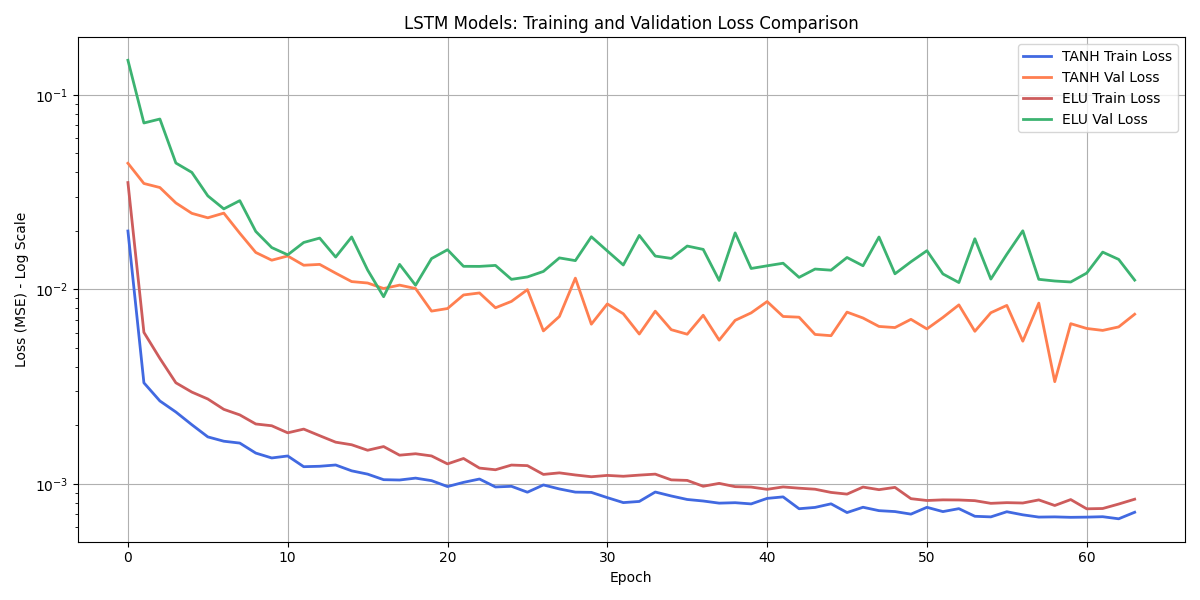 LSTM Models: Training and Validation Loss Comparison
TANH Train Loss
TANH Val Loss
ELU Train Loss
ELU Val Loss
Loss (MSE) - Log Scale
10⁻¹
10⁻²
10⁻³
0 10 20 30 40 50 60
Epoch